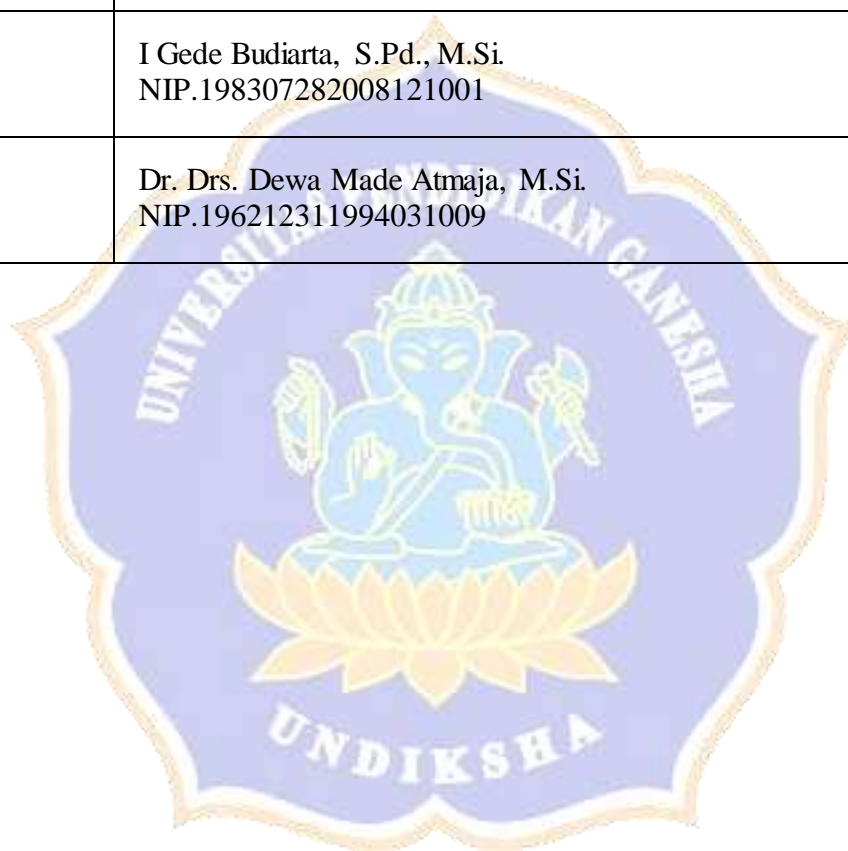 I Gede Budiarta, S.Pd., M.Si.
NIP.198307282008121001
Dr. Drs. Dewa Made Atmaja, M.Si.
NIP.196212311994031009
UNIVERSITAS PENDIDIKAN GANESHA
UNDIKSHA